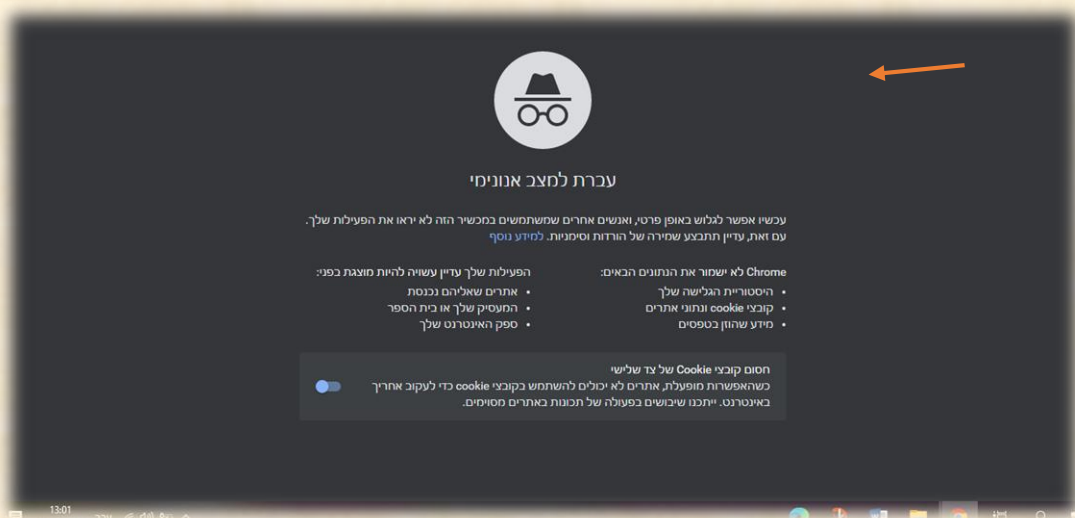 עברת למצב אנונימי
עכשיו אפשר לגלוש באופן פרטי, ואנשים אחרים שמשתמשים במכשיר הזה לא יראו את הפעילות שלך.
עם זאת, עדיין תתבצע שמירה של הורדות וסימניות. למידע נוסף
Chrome לא ישמור את הנתונים הבאים:
• היסטוריית הגלישה שלך
• קובצי cookie ונתוני אתרים
• מידע שהוזן בטפסים
הפעילות שלך עדיין עשויה להיות מוצגת בפני:
• אתרים שאליהם נכנסת
• המעסיק שלך או בית הספר
• ספק האינטרנט שלך
חסום קובצי Cookie של צד שלישי
כשהאפשרות מופעלת, אתרים לא יכולים להשתמש בקובצי cookie כדי לעקוב אחריך
באינטרנט. ייתכנו שיבושים בפעולה של תכונות באתרים מסוימים.
13:01